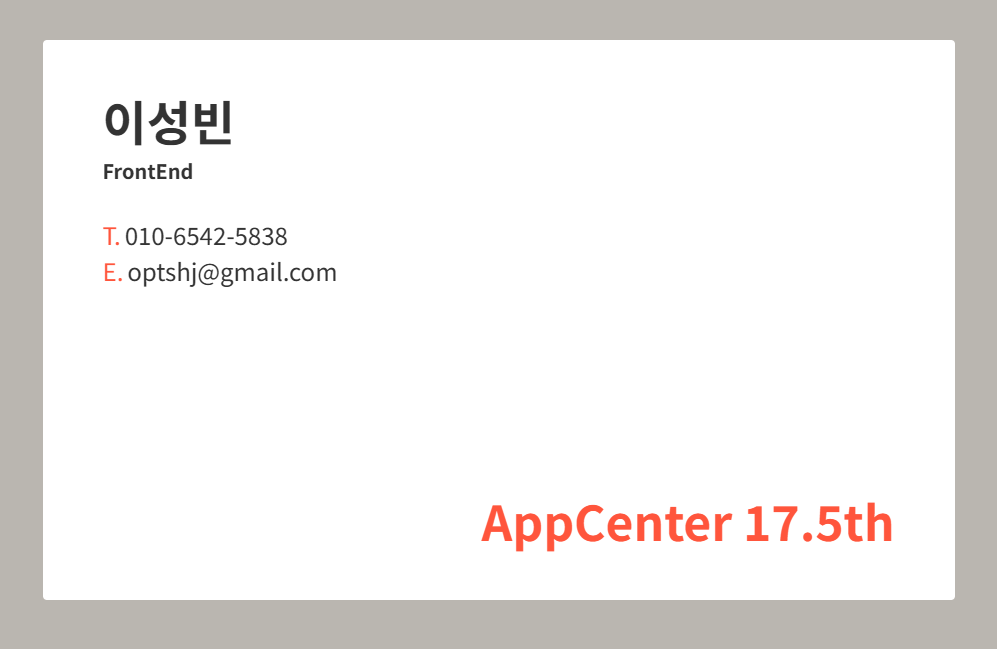 이성빈
FrontEnd
T. 010-6542-5838
E. optshj@gmail.com
AppCenter 17.5th